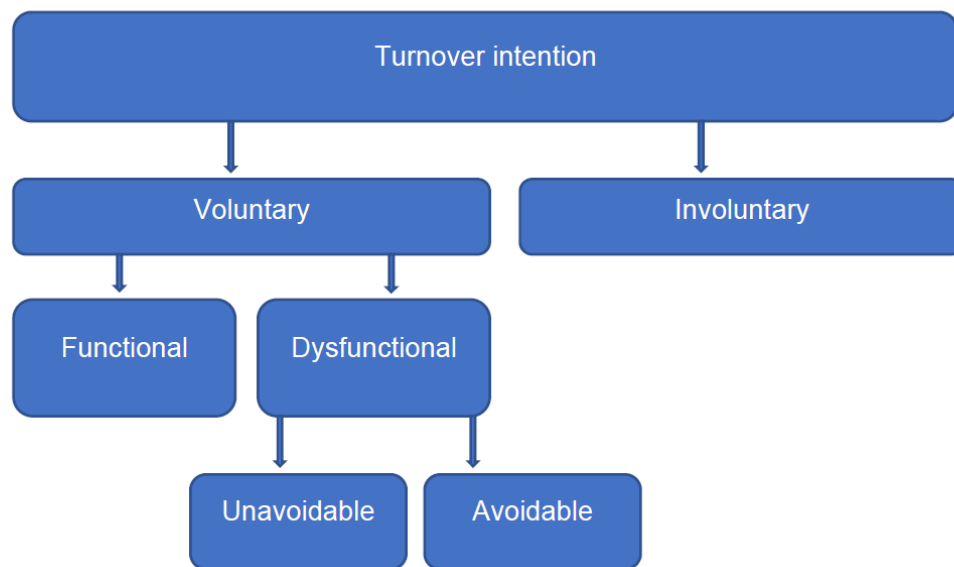 Turnover intention
Voluntary
Involuntary
Functional
Dysfunctional
Unavoidable
Avoidable